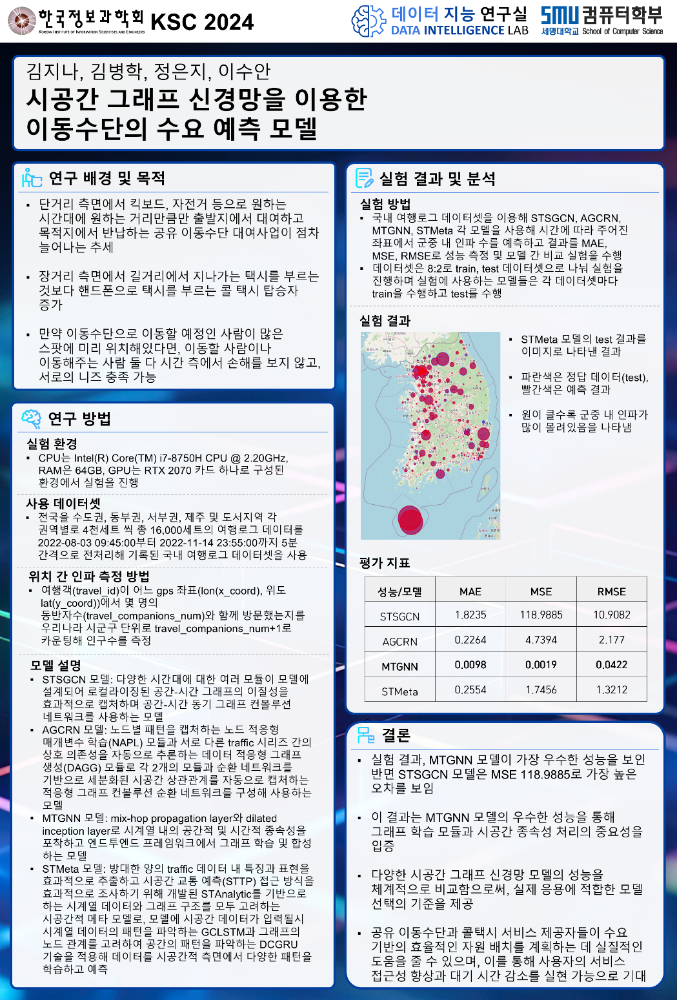 한국정보과학회
KOREAN INSTITUTE OF INFORMATION SCIENTISTS AND ENGINEERS
KSC 2024
데이터 지능 연구실
DATA INTELLIGENCE LAB
SMU 컴퓨터학부
세명대학교 School of Computer Science
김지나, 김병학, 정은지, 이수안
시공간 그래프 신경망을 이용한
이동수단의 수요 예측 모델
연구 배경 및 목적
▪ 단거리 측면에서 킥보드, 자전거 등으로 원하는
시간대에 원하는 거리만큼만 출발지에서 대여하고
목적지에서 반납하는 공유 이동수단 대여사업이 점차
늘어나는 추세
▪ 장거리 측면에서 길거리에서 지나가는 택시를 부르는
것보다 핸드폰으로 택시를 부르는 콜 택시 탑승자
증가
▪ 만약 이동수단으로 이동할 예정인 사람이 많은
스팟에 미리 위치해있다면, 이동할 사람이나
이동해주는 사람 둘 다 시간 측에서 손해를 보지 않고,
서로의 니즈 충족 가능
연구 방법
실험 환경
▪ CPU는 Intel(R) Core(TM) i7-8750H CPU @ 2.20GHz,
RAM은 64GB, GPU는 RTX 2070 카드 하나로 구성된
환경에서 실험을 진행
사용 데이터셋
▪ 전국을 수도권, 동부권, 서부권, 제주 및 도서지역 각
권역별로 4천세트 씩 총 16,000세트의 여행로그 데이터를
2022-08-03 09:45:00부터 2022-11-14 23:55:00까지 5분
간격으로 전처리해 기록된 국내 여행로그 데이터셋을 사용
위치 간 인파 측정 방법
▪ 여행객(travel_id)이 어느 gps 좌표(lon(x_coord), 위도
lat(y_coord))에서 몇 명의
동반자수(travel_companions_num)와 함께 방문했는지를
우리나라 시군구 단위로 travel_companions_num+1로
카운팅해 인구수를 측정
모델 설명
▪ STSGCN 모델: 다양한 시간대에 대한 여러 모듈이 모델에
설계되어 로컬라이징된 공간-시간 그래프의 이질성을
효과적으로 캡처하며 공간-시간 동기 그래프 컨볼루션
네트워크를 사용하는 모델
▪ AGCRN 모델: 노드별 패턴을 캡처하는 노드 적응형
매개변수 학습(NAPL) 모듈과 서로 다른 traffic 시리즈 간의
상호 의존성을 자동으로 추론하는 데이터 적응형 그래프
생성(DAGG) 모듈로 각 2개의 모듈과 순환 네트워크를
기반으로 세분화된 시공간 상관관계를 자동으로 캡처하는
적응형 그래프 컨볼루션 순환 네트워크를 구성해 사용하는
모델
▪ MTGNN 모델: mix-hop propagation layer와 dilated
inception layer로 시계열 내의 공간적 및 시간적 종속성을
포착하고 엔드투엔드 프레임워크에서 그래프 학습 및 합성
하는 모델
▪ STMeta 모델: 방대한 양의 traffic 데이터 내 특징과 표현을
효과적으로 추출하고 시공간 교통 예측(STTP) 접근 방식을
효과적으로 조사하기 위해 개발된 STAnalytic를 기반으로
하는 시계열 데이터와 그래프 구조를 모두 고려하는
시공간적 메타 모델로, 모델에 시공간 데이터가 입력될시
시계열 데이터의 패턴을 파악하는 GCLSTM과 그래프의
노드 관계를 고려하여 공간의 패턴을 파악하는 DCGRU
기술을 적용해 데이터를 시공간적 측면에서 다양한 패턴을
학습하고 예측
실험 결과 및 분석
실험 방법
▪ 국내 여행로그 데이터셋을 이용해 STSGCN, AGCRN,
MTGNN, STMeta 각 모델을 사용해 시간에 따라 주어진
좌표에서 군중 내 인파 수를 예측하고 결과를 MAE,
MSE, RMSE로 성능 측정 및 모델 간 비교 실험을 수행
▪ 데이터셋은 8:2로 train, test 데이터셋으로 나눠 실험을
진행하며 실험에 사용하는 모델들은 각 데이터셋마다
train을 수행하고 test를 수행
실험 결과
▪ STMeta 모델의 test 결과를
이미지로 나타낸 결과
▪ 파란색은 정답 데이터(test),
빨간색은 예측 결과
▪ 원이 클수록 군중 내 인파가
많이 몰려있음을 나타냄
대한민국
평가 지표
성능/모델 MAE MSE RMSE
STSGCN 1.8235 118.9885 10.9082
AGCRN 0.2264 4.7394 2.177
MTGNN 0.0098 0.0019 0.0422
STMeta 0.2554 1.7456 1.3212
결론
▪ 실험 결과, MTGNN 모델이 가장 우수한 성능을 보인
반면 STSGCN 모델은 MSE 118.9885로 가장 높은
오차를 보임
▪ 이 결과는 MTGNN 모델의 우수한 성능을 통해
그래프 학습 모듈과 시공간 종속성 처리의 중요성을
입증
▪ 다양한 시공간 그래프 신경망 모델의 성능을
체계적으로 비교함으로써, 실제 응용에 적합한 모델
선택의 기준을 제공
▪ 공유 이동수단과 콜택시 서비스 제공자들이 수요
기반의 효율적인 자원 배치를 계획하는 데 실질적인
도움을 줄 수 있으며, 이를 통해 사용자의 서비스
접근성 향상과 대기 시간 감소를 실현 가능으로 기대